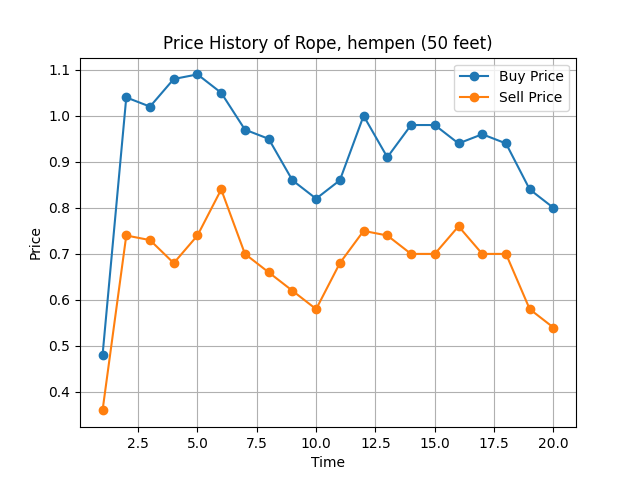 Price History of Rope, hempen (50 feet)
Buy Price
Sell Price
Price
1.1
1.0
0.9
0.8
0.7
0.6
0.5
0.4
2.5 5.0 7.5 10.0 12.5 15.0 17.5 20.0
Time